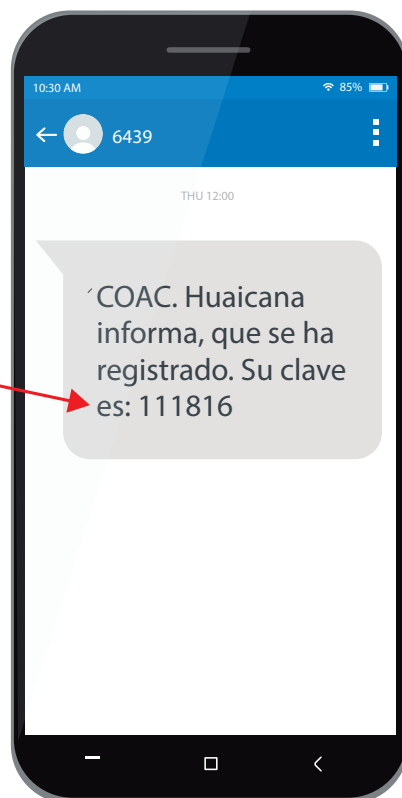 10:30 AM 85%
6439
THU 12:00
COAC. Huaicana
informa, que se ha
registrado. Su clave
es: 111816